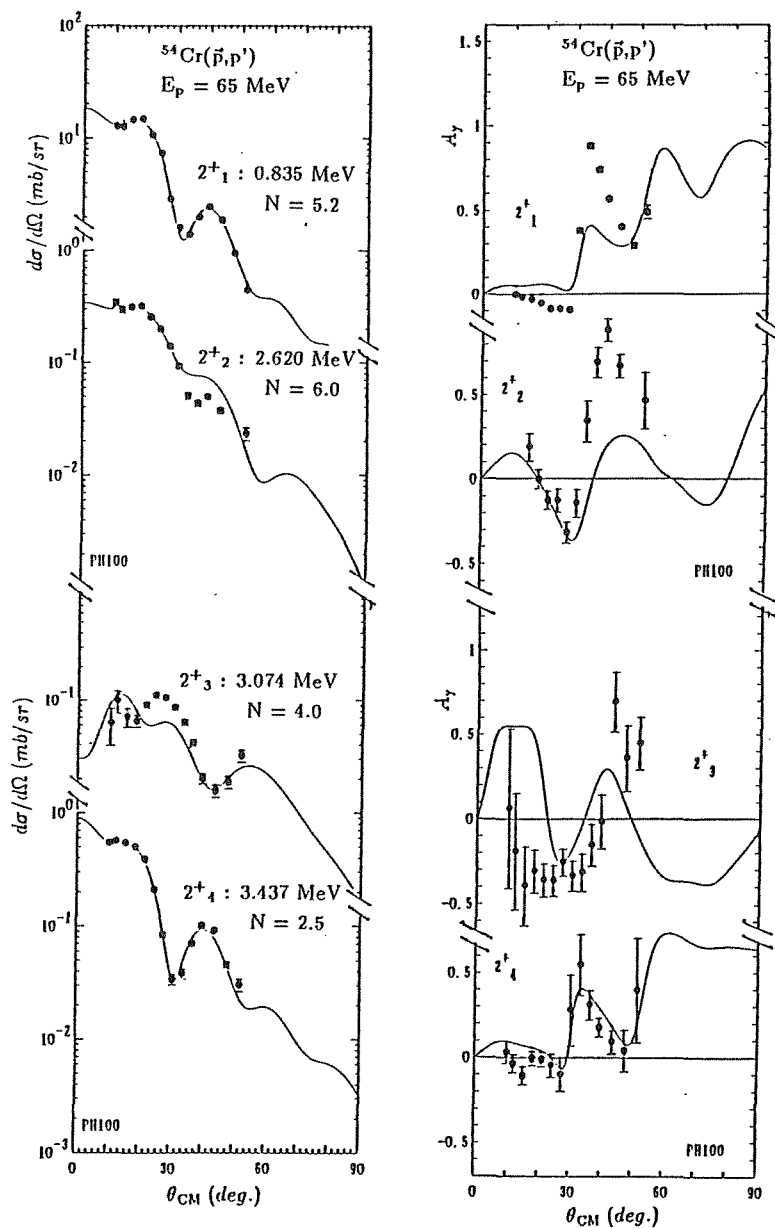 10²
⁵⁴Cr(p⃗,p')
E_p = 65 MeV
10¹
dσ/dΩ (mb/sr)
2⁺₁ : 0.835 MeV
N = 5.2
10⁰
10⁻¹
2⁺₂ : 2.620 MeV
N = 6.0
10⁻²
PH100
2⁺₃ : 3.074 MeV
N = 4.0
10⁻¹
dσ/dΩ (mb/sr)
10⁰
2⁺₄ : 3.437 MeV
N = 2.5
10⁻¹
10⁻²
PH100
10⁻³
0 30 60 90
θ_CM (deg.)
1.5
⁵⁴Cr(p⃗,p')
E_p = 65 MeV
A_y
1
0.5
2⁺₁
0
0.5
2⁺₂
0
-0.5
PH100
A_y
1
0.5
2⁺₃
0
-0.5
0.5
2⁺₄
0
-0.5
PH100
0 30 60 90
θ_CM (deg.)